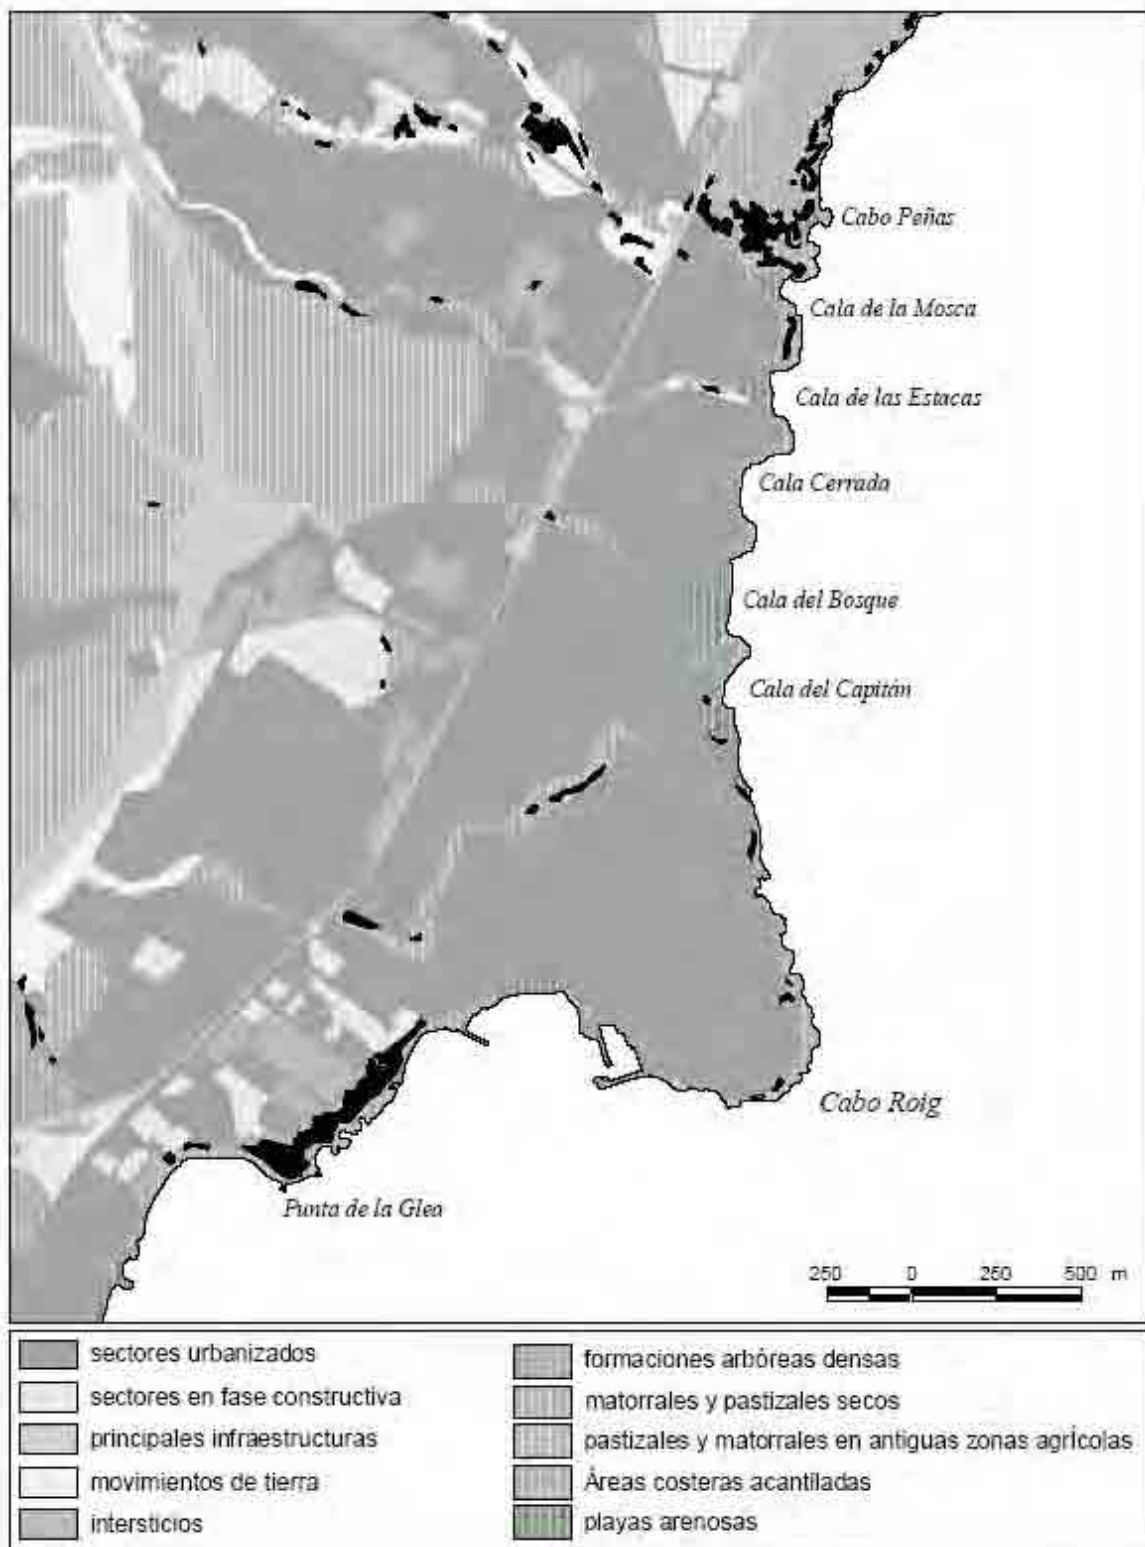 Cabo Peñas
Cala de la Mosca
Cala de las Estacas
Cala Cerrada
Cala del Bosque
Cala del Capitán
Cabo Roig
Punta de la Glea
250 0 250 500 m
sectores urbanizados
sectores en fase constructiva
principales infraestructuras
movimientos de tierra
intersticios
formaciones arbóreas densas
matorrales y pastizales secos
pastizales y matorrales en antiguas zonas agrícolas
Áreas costeras acantiladas
playas arenosas